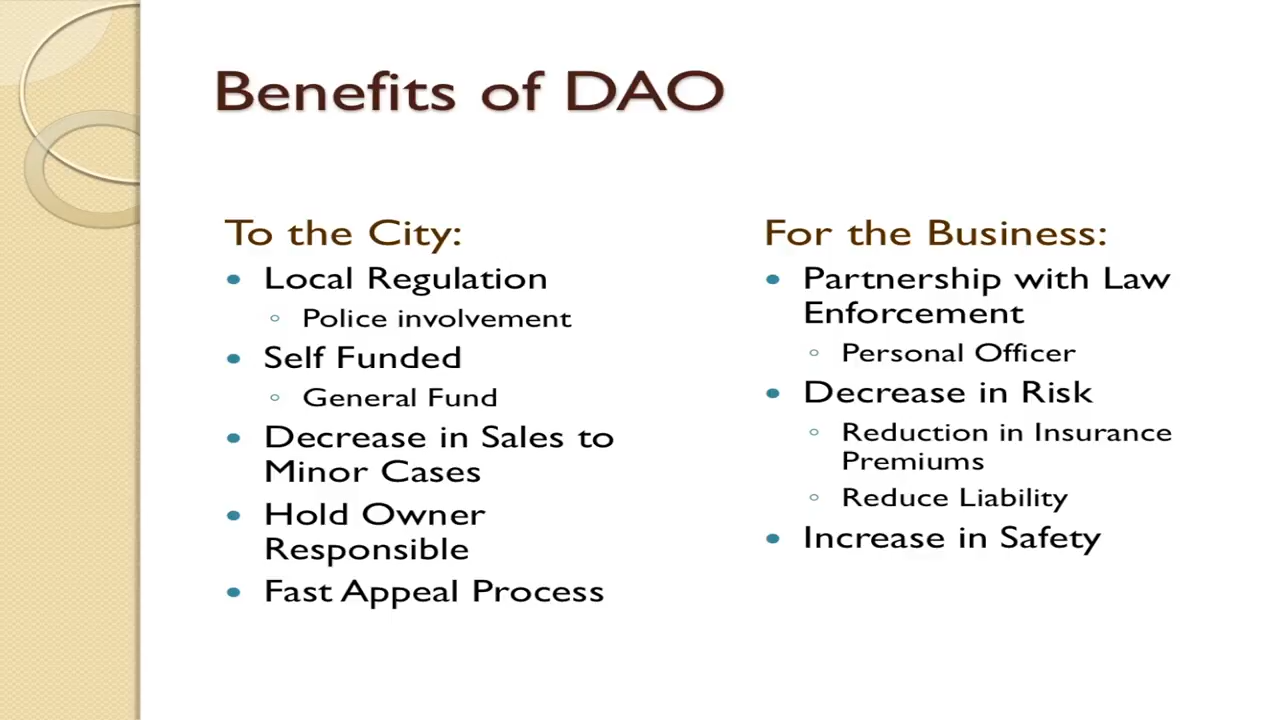 Benefits of DAO
To the City:
• Local Regulation
◦ Police involvement
• Self Funded
◦ General Fund
• Decrease in Sales to
Minor Cases
• Hold Owner
Responsible
• Fast Appeal Process
For the Business:
• Partnership with Law
Enforcement
◦ Personal Officer
• Decrease in Risk
◦ Reduction in Insurance
Premiums
◦ Reduce Liability
• Increase in Safety